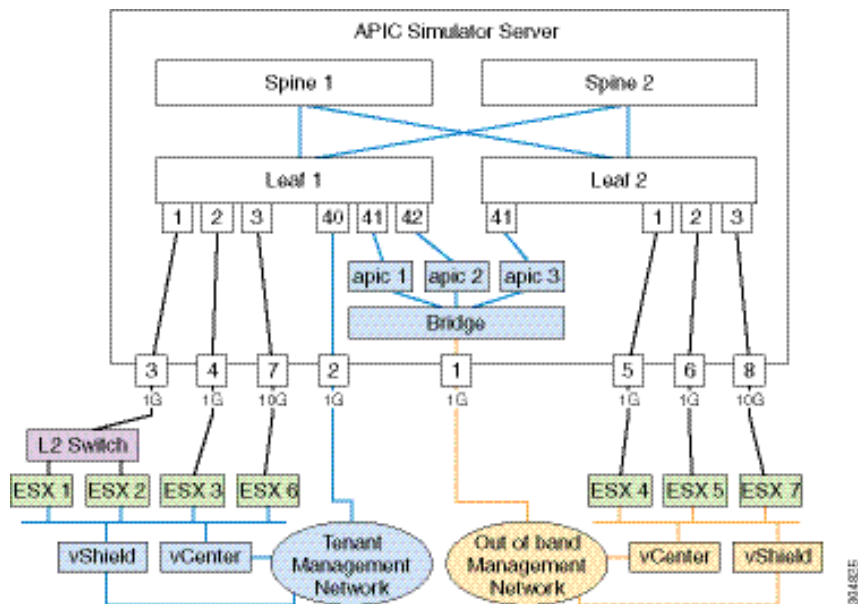 APIC Simulator Server
Spine 1
Spine 2
Leaf 1
Leaf 2
1
2
3
40
41
42
41
1
2
3
apic 1
apic 2
apic 3
Bridge
3
4
7
2
1
5
6
8
1G
1G
10G
1G
1G
1G
1G
10G
L2 Switch
ESX 1
ESX 2
ESX 3
ESX 6
ESX 4
ESX 5
ESX 7
vShield
vCenter
Tenant
Management
Network
Out of band
Management
Network
vCenter
vShield